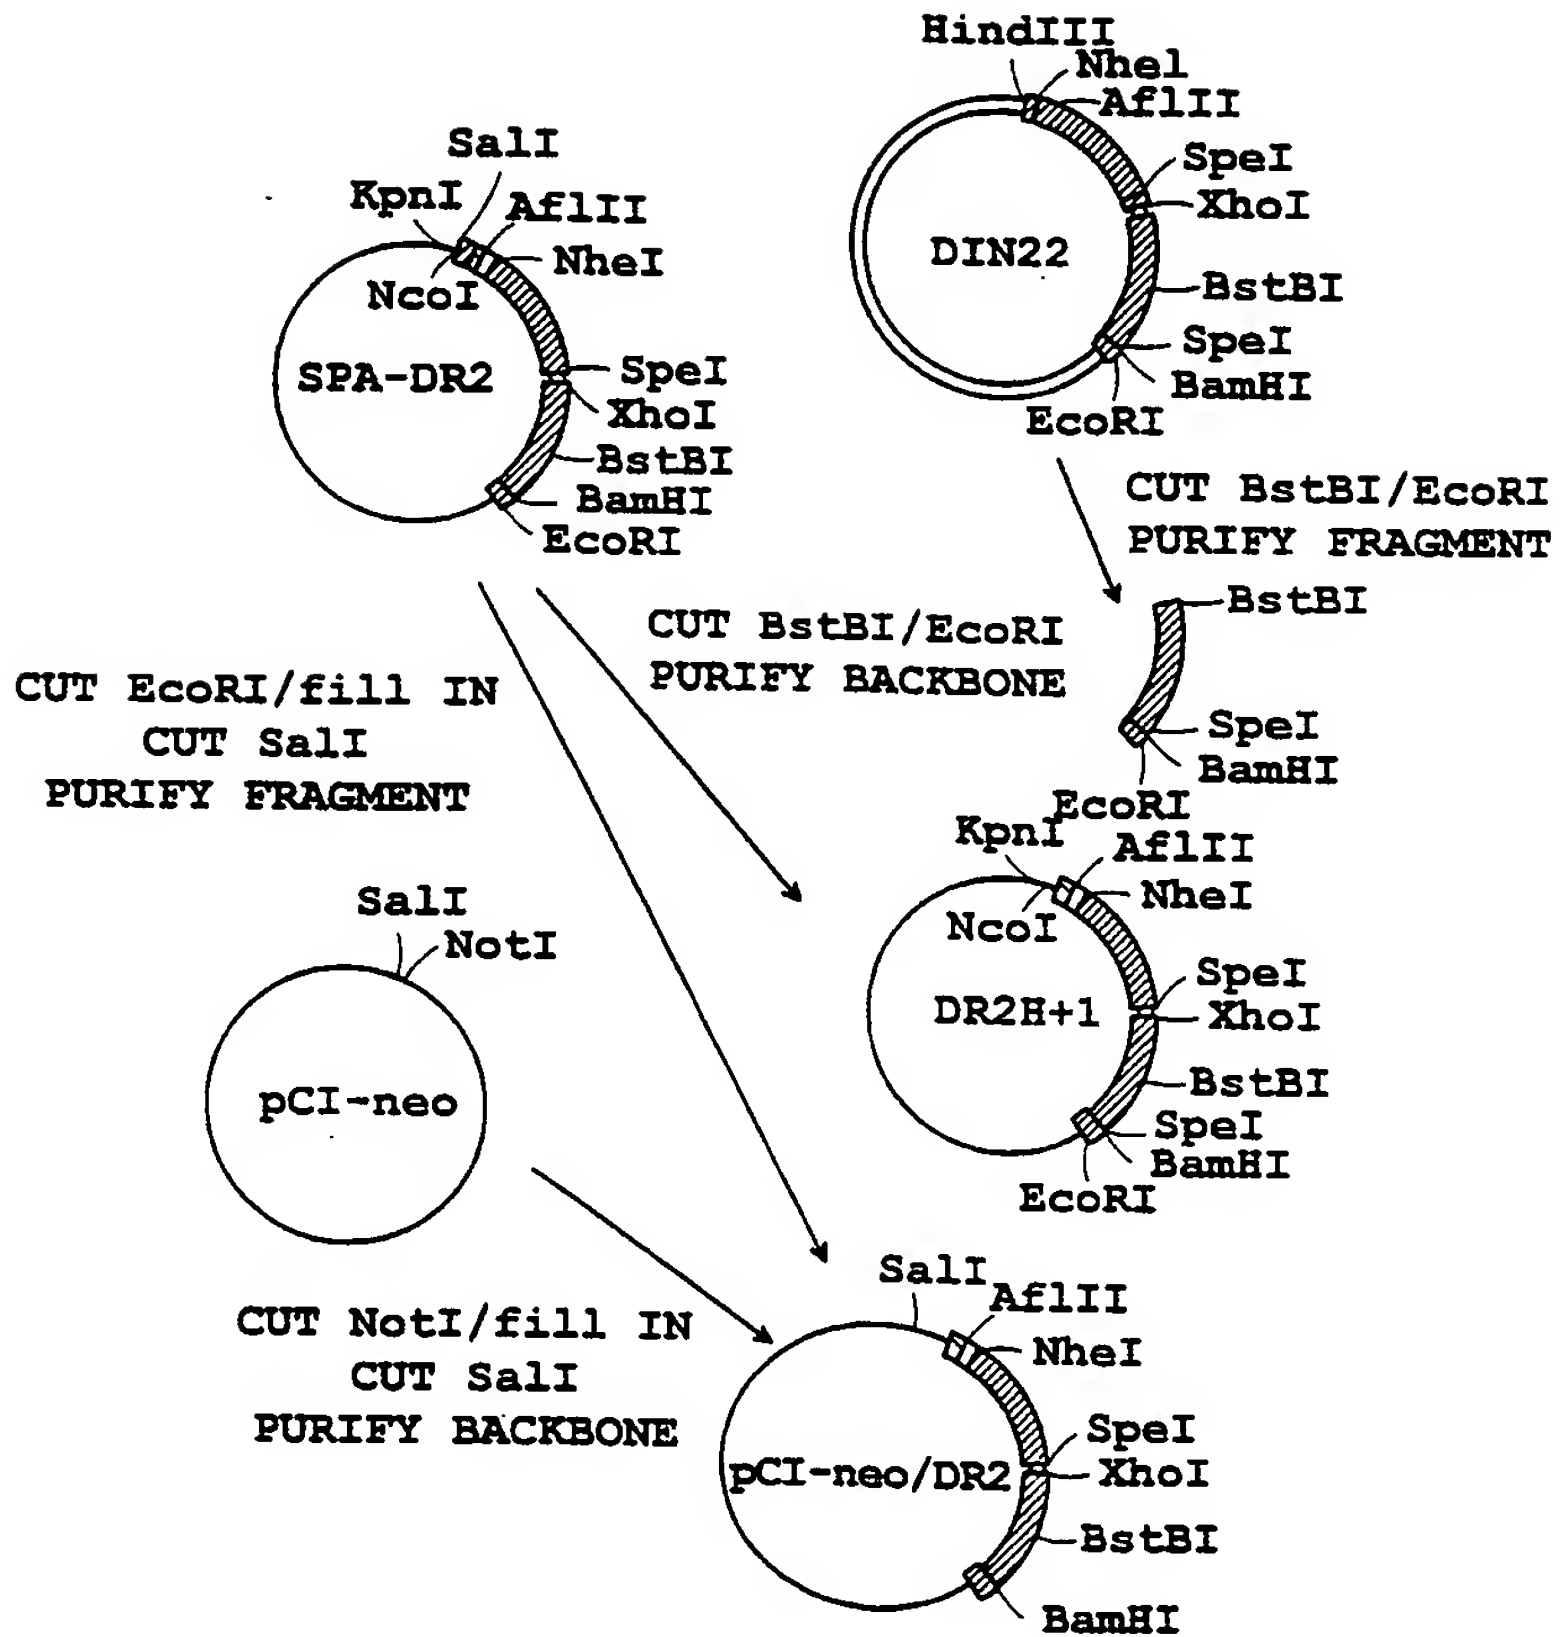 HindIII
Nhel
AflII
SpeI
XhoI
DIN22
BstBI
SpeI
BamHI
EcoRI
SalI
KpnI
AflII
NheI
NcoI
SPA-DR2
SpeI
XhoI
BstBI
BamHI
EcoRI
CUT BstBI/EcoRI
PURIFY FRAGMENT
BstBI
SpeI
BamHI
EcoRI
CUT BstBI/EcoRI
PURIFY BACKBONE
CUT EcoRI/fill IN
CUT SalI
PURIFY FRAGMENT
KpnI
AflII
NheI
NcoI
SpeI
DR2H+1
XhoI
BstBI
SpeI
BamHI
EcoRI
SalI
NotI
pCI-neo
CUT NotI/fill IN
CUT SalI
PURIFY BACKBONE
SalI
AflII
NheI
SpeI
pCI-neo/DR2
XhoI
BstBI
BamHI